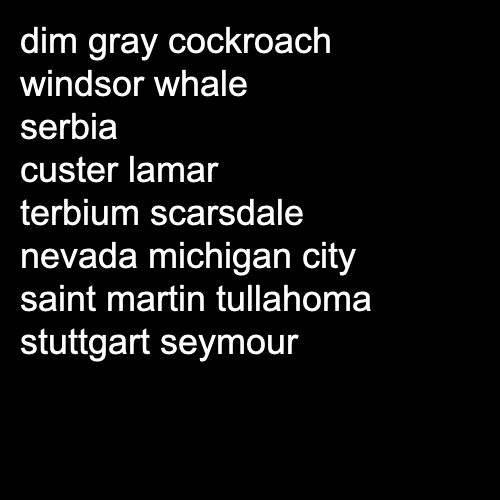 dim gray cockroach
windsor whale
serbia
custer lamar
terbium scarsdale
nevada michigan city
saint martin tullahoma
stuttgart seymour